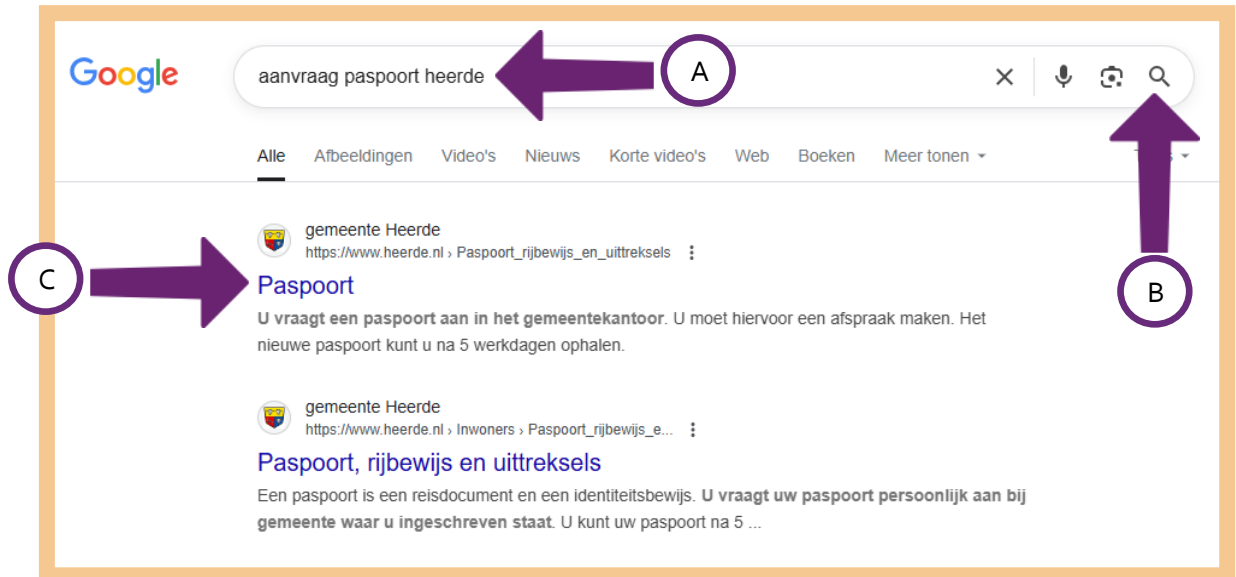 Google
aanvraag paspoort heerde
A
Alle Afbeeldingen Video's Nieuws Korte video's Web Boeken Meer tonen
gemeente Heerde
https://www.heerde.nl › Paspoort_rijbewijs_en_uittreksels
C
Paspoort
B
U vraagt een paspoort aan in het gemeentekantoor. U moet hiervoor een afspraak maken. Het
nieuwe paspoort kunt u na 5 werkdagen ophalen.
gemeente Heerde
https://www.heerde.nl › Inwoners › Paspoort_rijbewijs_e...
Paspoort, rijbewijs en uittreksels
Een paspoort is een reisdocument en een identiteitsbewijs. U vraagt uw paspoort persoonlijk aan bij
gemeente waar u ingeschreven staat. U kunt uw paspoort na 5 ...